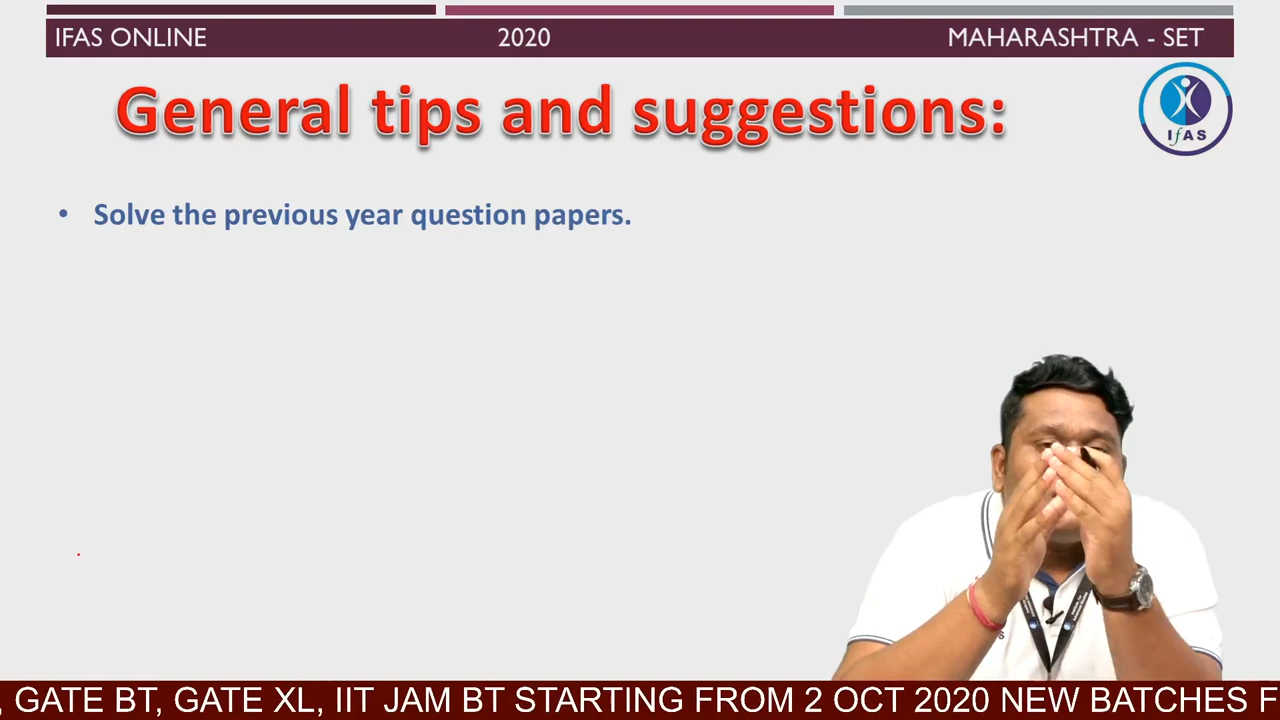 IFAS ONLINE 2020 MAHARASHTRA - SET
General tips and suggestions:
IfAS
• Solve the previous year question papers.
, GATE BT, GATE XL, IIT JAM BT STARTING FROM 2 OCT 2020 NEW BATCHES F